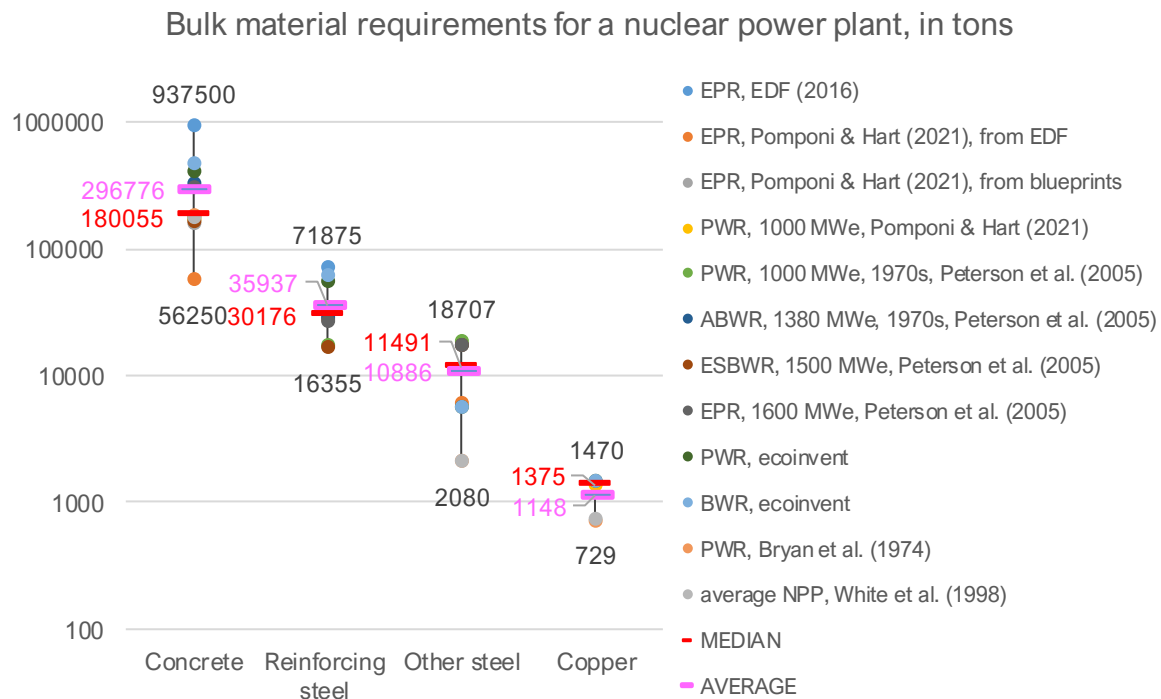 Bulk material requirements for a nuclear power plant, in tons
937500
1000000
296776
180055
100000
71875
35937
56250
30176
18707
11491
10886
10000
16355
1470
1375
1148
2080
1000
729
100
Concrete
Reinforcing
steel
Other steel
Copper
EPR, EDF (2016)
EPR, Pomponi & Hart (2021), from EDF
EPR, Pomponi & Hart (2021), from blueprints
PWR, 1000 MWe, Pomponi & Hart (2021)
PWR, 1000 MWe, 1970s, Peterson et al. (2005)
ABWR, 1380 MWe, 1970s, Peterson et al. (2005)
ESBWR, 1500 MWe, Peterson et al. (2005)
EPR, 1600 MWe, Peterson et al. (2005)
PWR, ecoinvent
BWR, ecoinvent
PWR, Bryan et al. (1974)
average NPP, White et al. (1998)
MEDIAN
AVERAGE